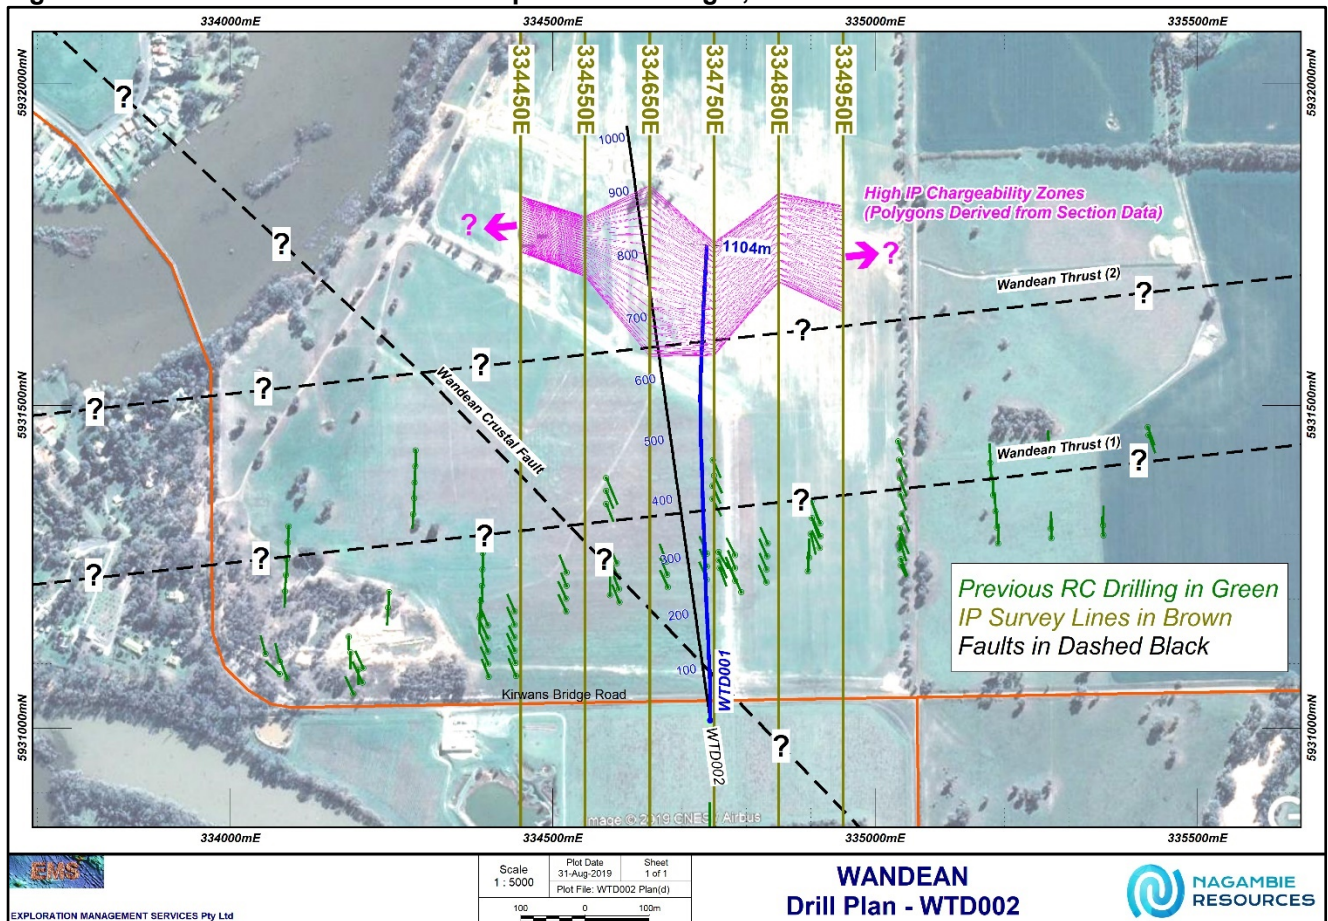 334000mE
334500mE
335000mE
335500mE
5932000mN
5932000mN
334450E
334550E
334650E
334750E
334850E
334950E
?
?
1000
900
800
700
600
500
400
300
200
100
High IP Chargeability Zones
(Polygons Derived from Section Data)
?
?
1104m
Wandean Thrust (2)
?
?
?
?
?
Wandean Crustal Fault
5931500mN
5931500mN
Wandean Thrust (1)
?
?
?
?
?
?
Previous RC Drilling in Green
IP Survey Lines in Brown
Faults in Dashed Black
WTD001
Kirwans Bridge Road
WTD002
?
5931000mN
5931000mN
mage © 2019 CNES / Airbus
334000mE
334500mE
335000mE
335500mE
EMS
EXPLORATION MANAGEMENT SERVICES Pty Ltd
Scale
1 : 5000
Plot Date
31-Aug-2019
Sheet
1 of 1
Plot File: WTD002 Plan(d)
100
0
100m
WANDEAN
Drill Plan - WTD002
NAGAMBIE
RESOURCES